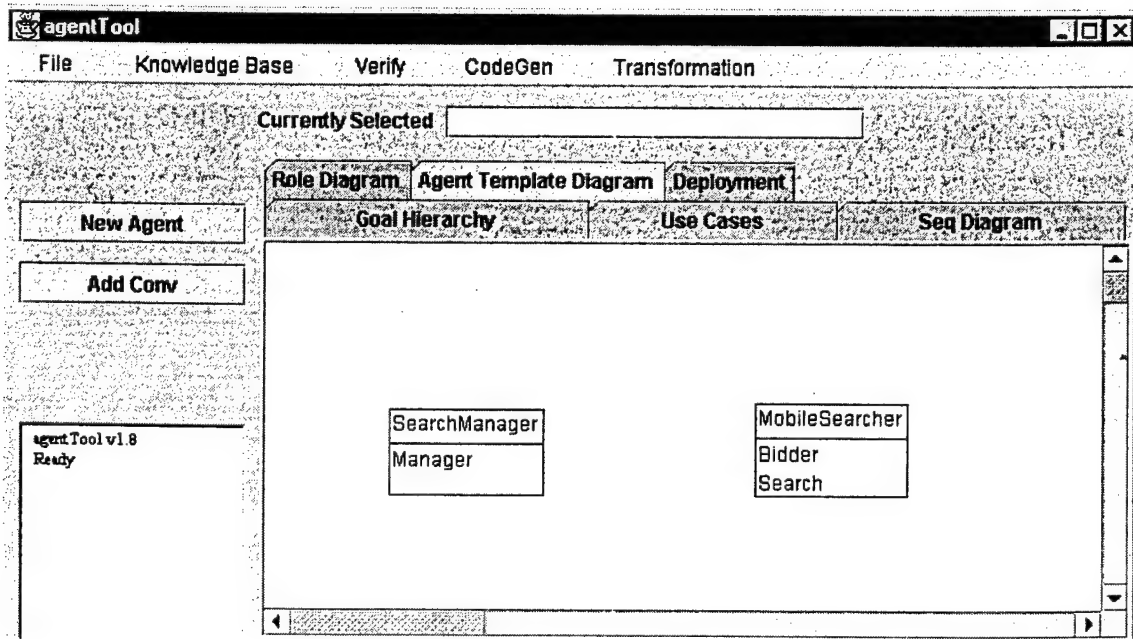 agentTool
File Knowledge Base Verify CodeGen Transformation
Currently Selected
Role Diagram Agent Template Diagram Deployment
Goal Hierarchy Use Cases Seq Diagram
New Agent
Add Conv
SearchManager
Manager
MobileSearcher
Bidder
Search
agentTool v1.8
Ready